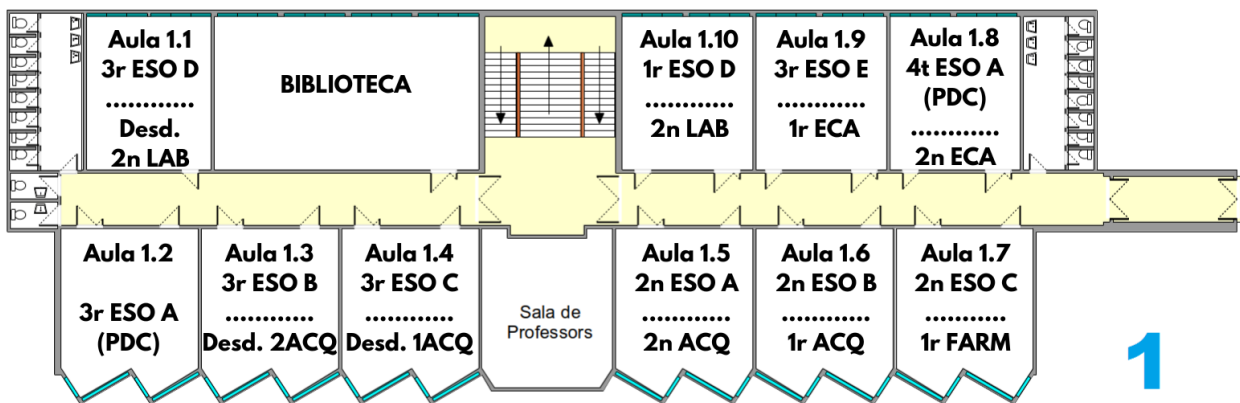 Aula 1.1
3r ESO D
.............
Desd.
2n LAB
BIBLIOTECA
Aula 1.10
1r ESO D
.............
2n LAB
Aula 1.9
3r ESO E
.............
1r ECA
Aula 1.8
4t ESO A
(PDC)
.............
2n ECA
Aula 1.2
3r ESO A
(PDC)
Aula 1.3
3r ESO B
.............
Desd. 2ACQ
Aula 1.4
3r ESO C
.............
Desd. 1ACQ
Sala de
Professors
Aula 1.5
2n ESO A
.............
2n ACQ
Aula 1.6
2n ESO B
.............
1r ACQ
Aula 1.7
2n ESO C
.............
1r FARM
1